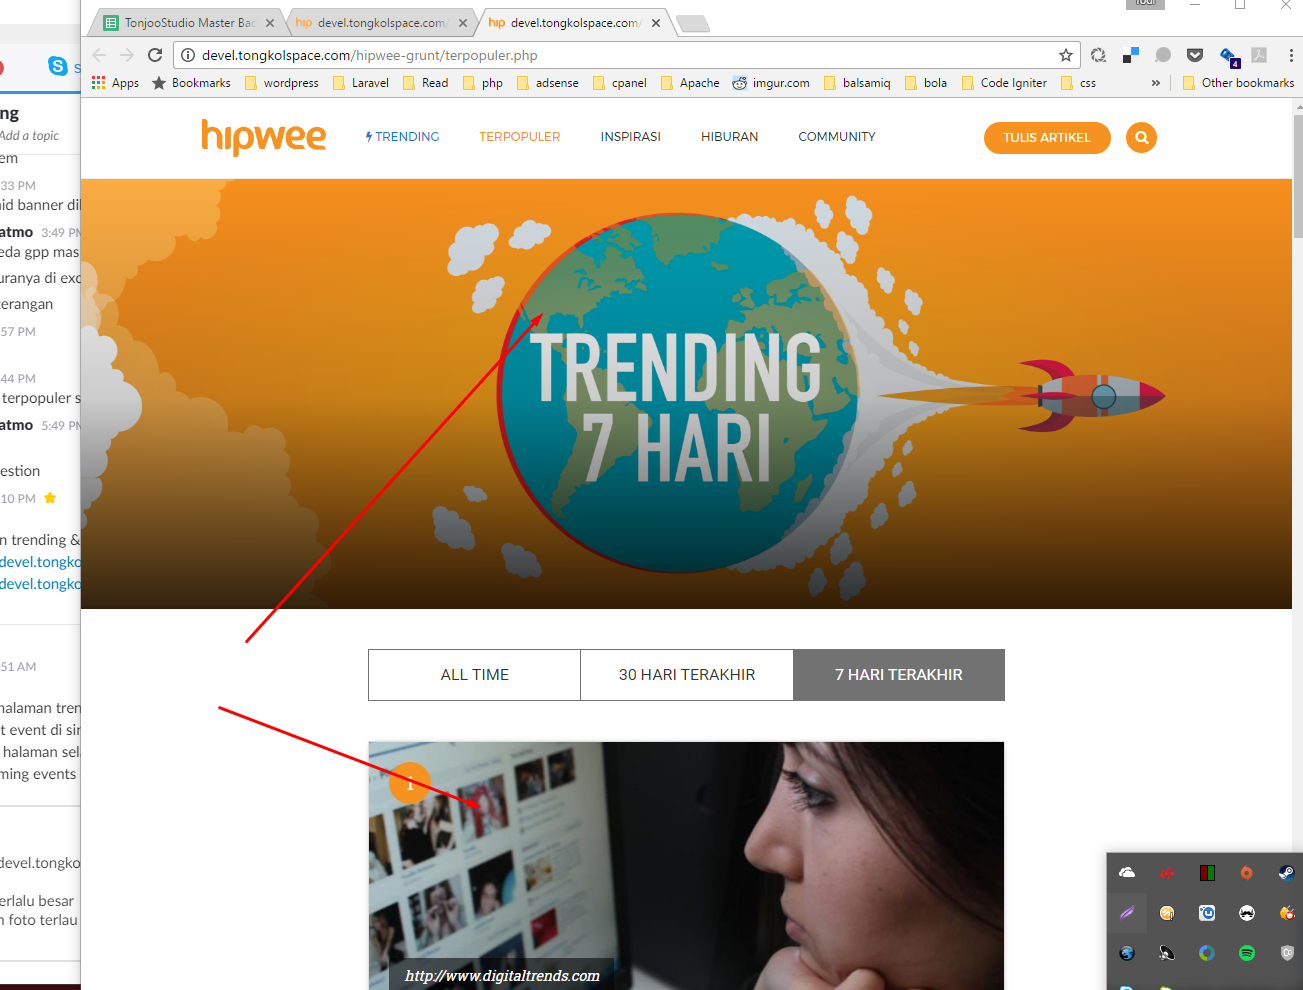 TonjooStudio Master Bac
hip devel.tongkolspace.com/
hip devel.tongkolspace.com/
devel.tongkolspace.com/hipwee-grunt/terpopuler.php
4
Apps Bookmarks wordpress Laravel Read php adsense cpanel Apache imgur.com balsamiq bola Code Igniter css » Other bookmarks
ng
Add a topic
em
33 PM
atmo 3:49 PM
eda gpp mas
uranya di exc
terangan
57 PM
44 PM
terpopuler s
atmo 5:49 PM
estion
10 PM
n trending &
devel.tongko
devel.tongko
51 AM
halaman tren
t event di sin
halaman sela
ming events
devel.tongko
erlalu besar
n foto terlau
hipwee
TRENDING TERPOPULER INSPIRASI HIBURAN COMMUNITY
TULIS ARTIKEL
TRENDING
7 HARI
ALL TIME 30 HARI TERAKHIR 7 HARI TERAKHIR
1
http://www.digitaltrends.com